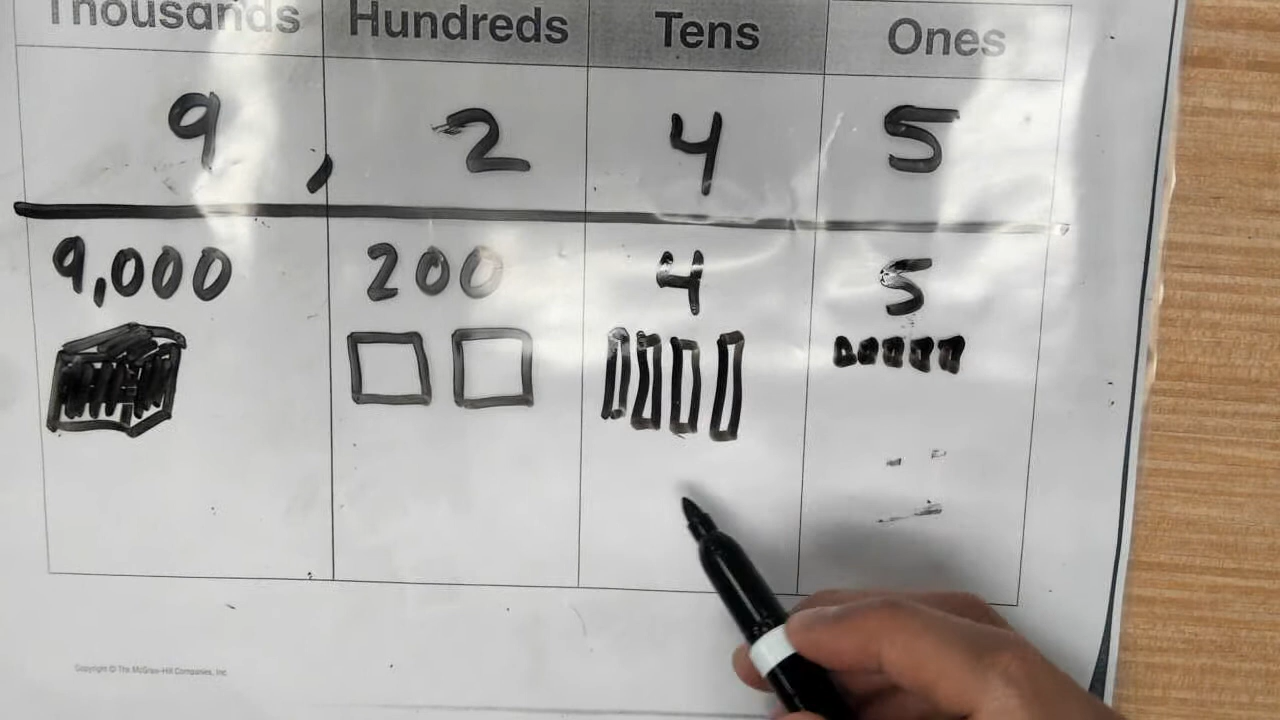 Thousands Hundreds Tens Ones
9, 2 4 5
9,000 200 4 5
Copyright © The McGraw-Hill Companies, Inc.